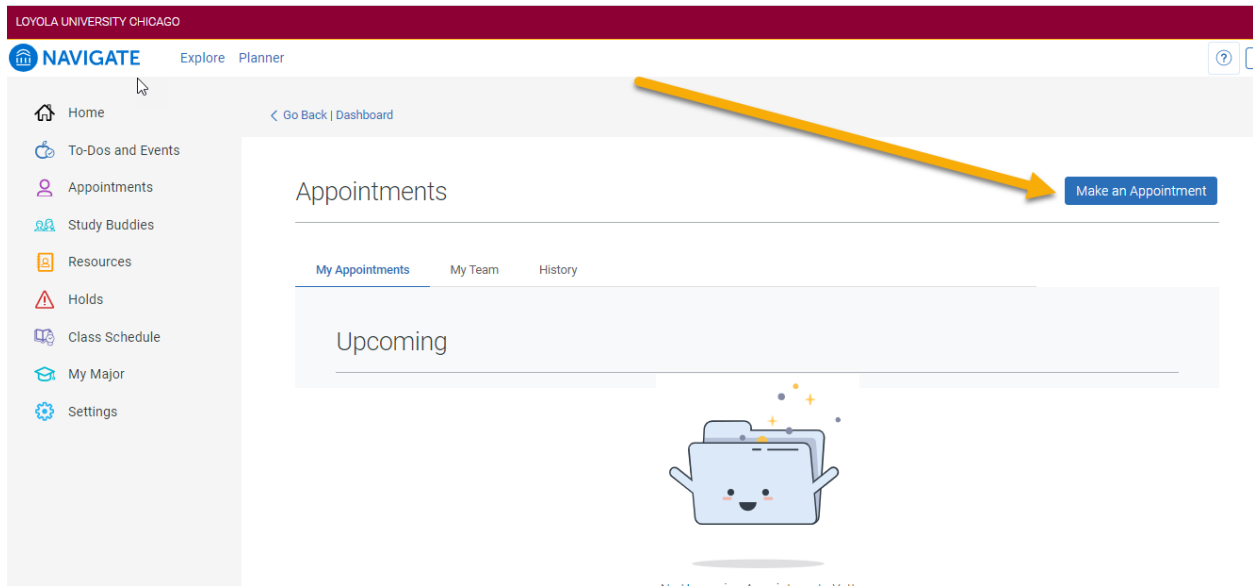 LOYOLA UNIVERSITY CHICAGO
NAVIGATE Explore Planner
Home
To-Dos and Events
Appointments
Study Buddies
Resources
Holds
Class Schedule
My Major
Settings
Go Back | Dashboard
Appointments
Make an Appointment
My Appointments My Team History
Upcoming